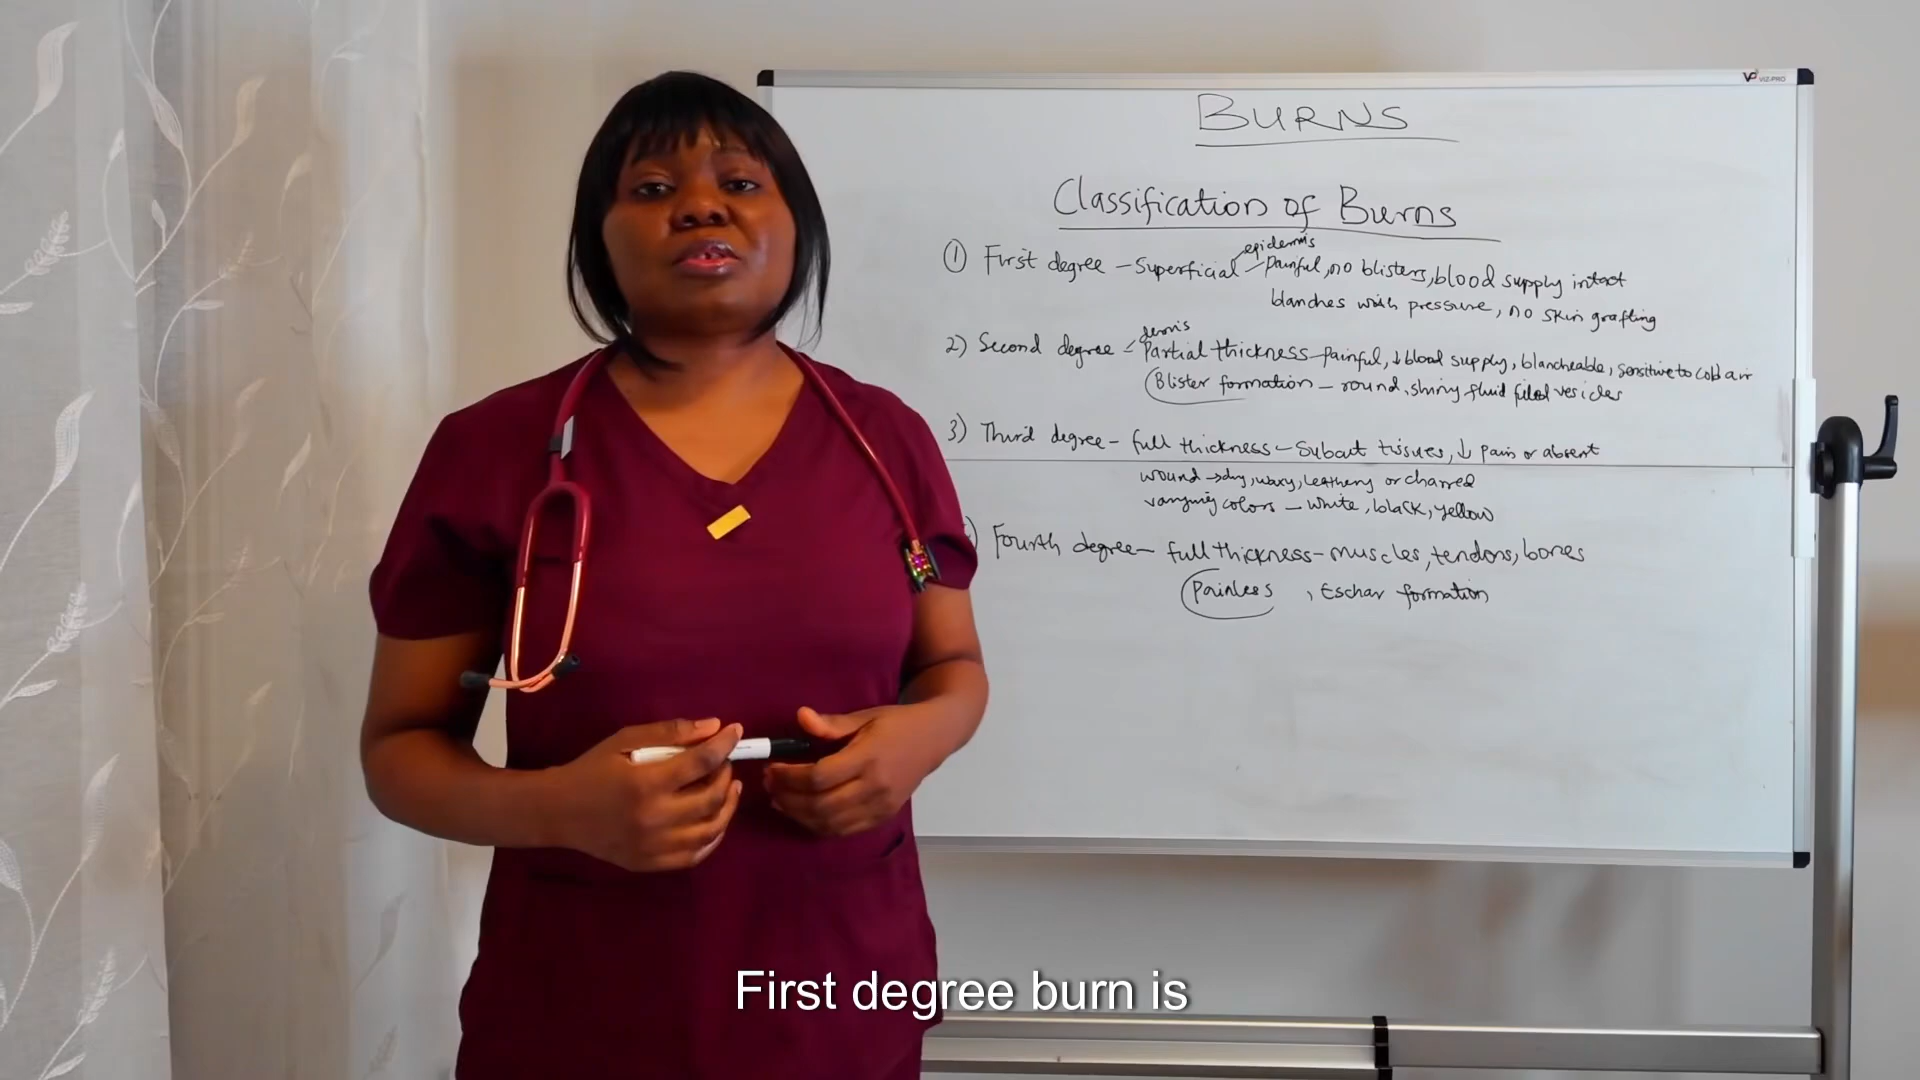 VIZ-PRO
BURNS
Classification of Burns
epidermis
① First degree – Superficial – Painful, no blisters, blood supply intact
blanches with pressure, no skin grafting
dermis
2) Second degree – Partial thickness – painful, ↓ blood supply, blancheable, sensitive to cold air
Blister formation – round, shiny fluid filled vesicles
3) Third degree – full thickness – Subcut tissues, ↓ pain or absent
wound → dry, waxy, leathery or charred
varying colors – white, black, yellow
) Fourth degree – full thickness – muscles, tendons, bones
Painless , Eschar formation
First degree burn is